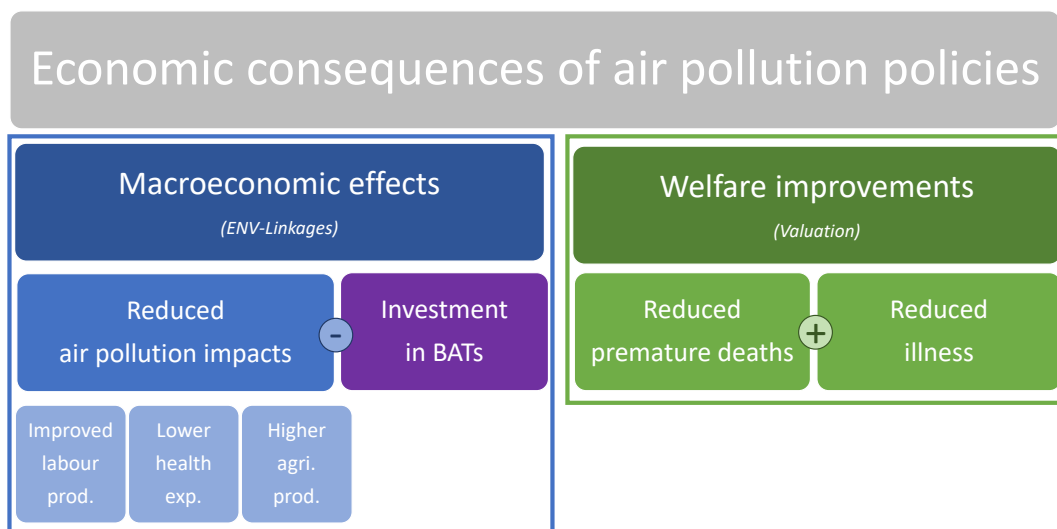 Economic consequences of air pollution policies
Macroeconomic effects
(ENV-Linkages)
Reduced
air pollution impacts
-
Investment
in BATs
Improved
labour
prod.
Lower
health
exp.
Higher
agri.
prod.
Welfare improvements
(Valuation)
Reduced
premature deaths
+
Reduced
illness